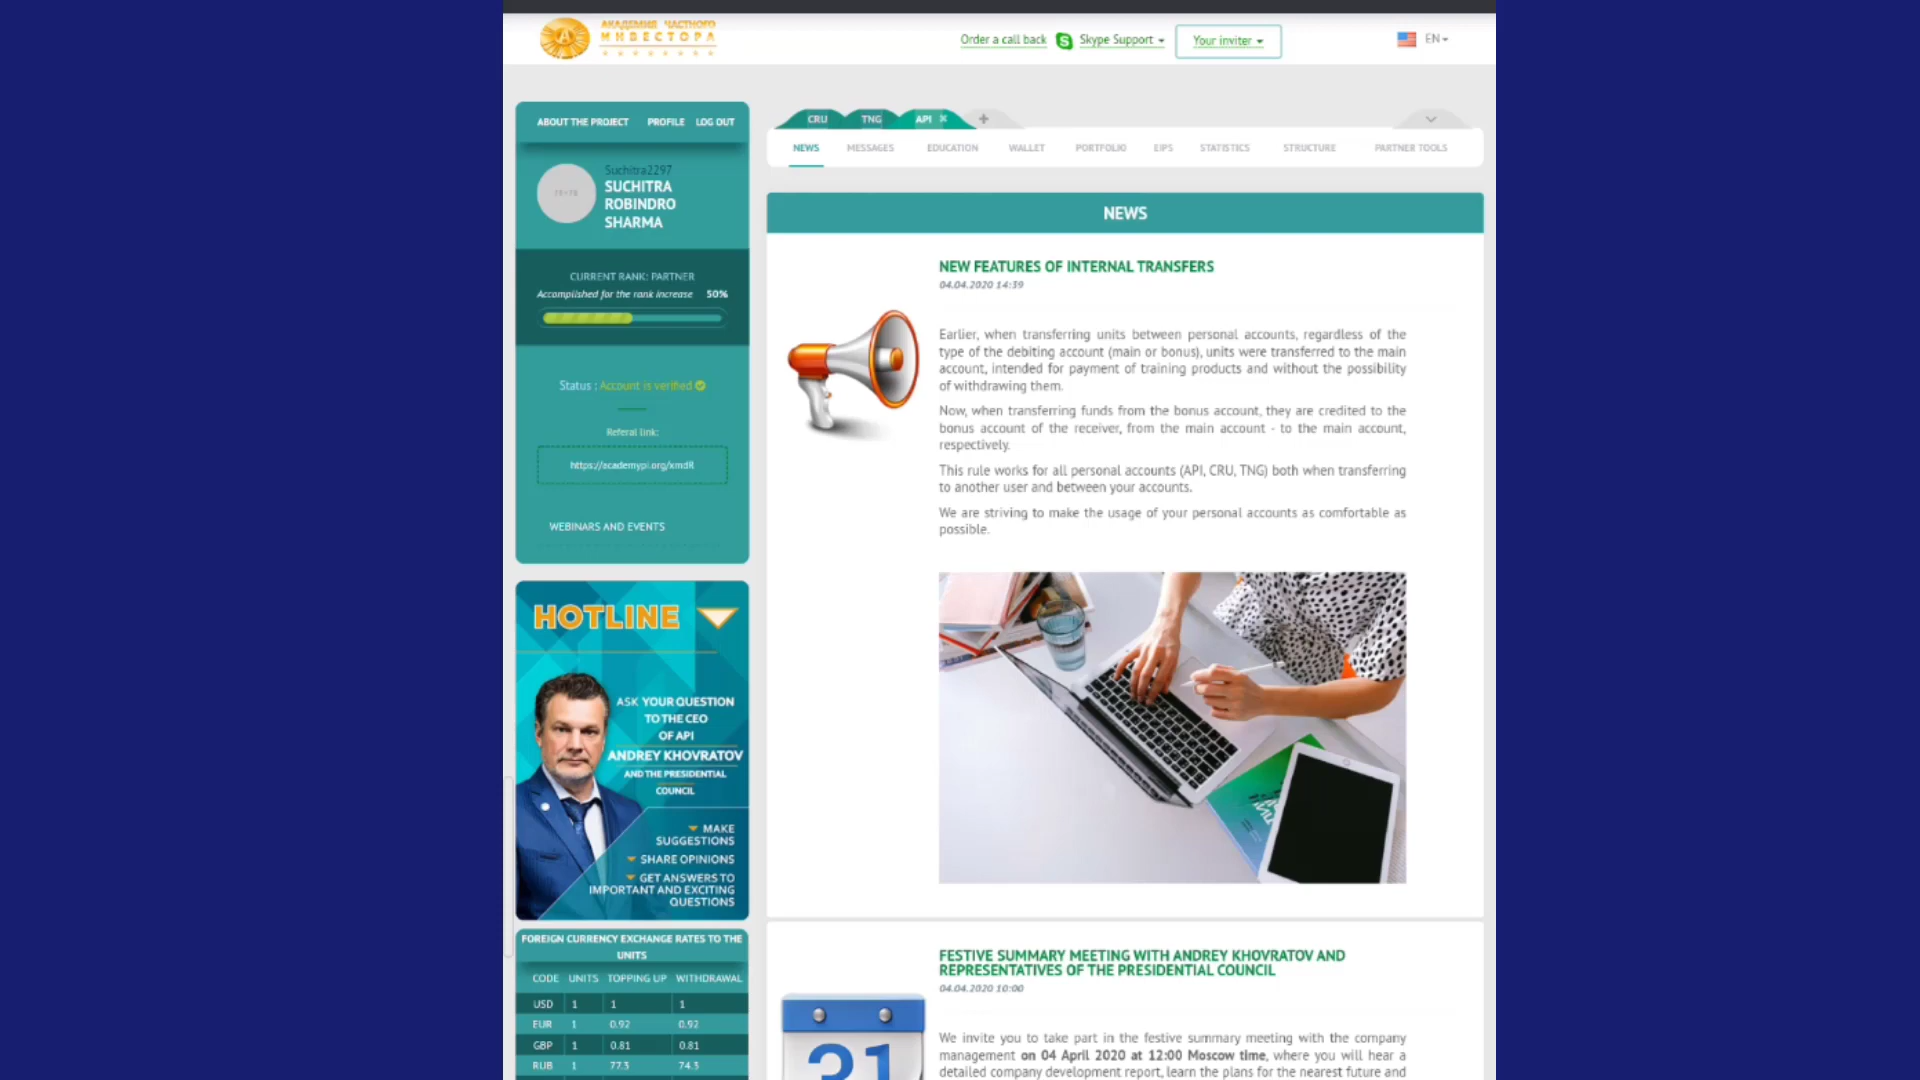 АКАДЕМИЯ ЧАСТНОГО
ИНВЕСТОРА
Order a call back
Skype Support
Your inviter
EN
ABOUT THE PROJECT PROFILE LOG OUT
Suchitra2297
SUCHITRA
ROBINDRO
SHARMA
CURRENT RANK: PARTNER
Accomplished for the rank increase 50%
Status : Account is verified
Referal link:
https://academypi.org/xmdR
WEBINARS AND EVENTS
HOTLINE
ASK YOUR QUESTION
TO THE CEO
OF API
ANDREY KHOVRATOV
AND THE PRESIDENTIAL
COUNCIL
MAKE
SUGGESTIONS
SHARE OPINIONS
GET ANSWERS TO
IMPORTANT AND EXCITING
QUESTIONS
FOREIGN CURRENCY EXCHANGE RATES TO THE
UNITS
CODE UNITS TOPPING UP WITHDRAWAL
USD 1 1 1
EUR 1 0.92 0.92
GBP 1 0.81 0.81
RUB 1 77.3 74.3
CRU TNG API × +
NEWS MESSAGES EDUCATION WALLET PORTFOLIO EIPS STATISTICS STRUCTURE PARTNER TOOLS
NEWS
NEW FEATURES OF INTERNAL TRANSFERS
04.04.2020 14:39
Earlier, when transferring units between personal accounts, regardless of the
type of the debiting account (main or bonus), units were transferred to the main
account, intended for payment of training products and without the possibility
of withdrawing them.
Now, when transferring funds from the bonus account, they are credited to the
bonus account of the receiver, from the main account - to the main account,
respectively.
This rule works for all personal accounts (API, CRU, TNG) both when transferring
to another user and between your accounts.
We are striving to make the usage of your personal accounts as comfortable as
possible.
FESTIVE SUMMARY MEETING WITH ANDREY KHOVRATOV AND
REPRESENTATIVES OF THE PRESIDENTIAL COUNCIL
04.04.2020 10:00
31
We invite you to take part in the festive summary meeting with the company
management on 04 April 2020 at 12:00 Moscow time, where you will hear a
detailed company development report, learn the plans for the nearest future and